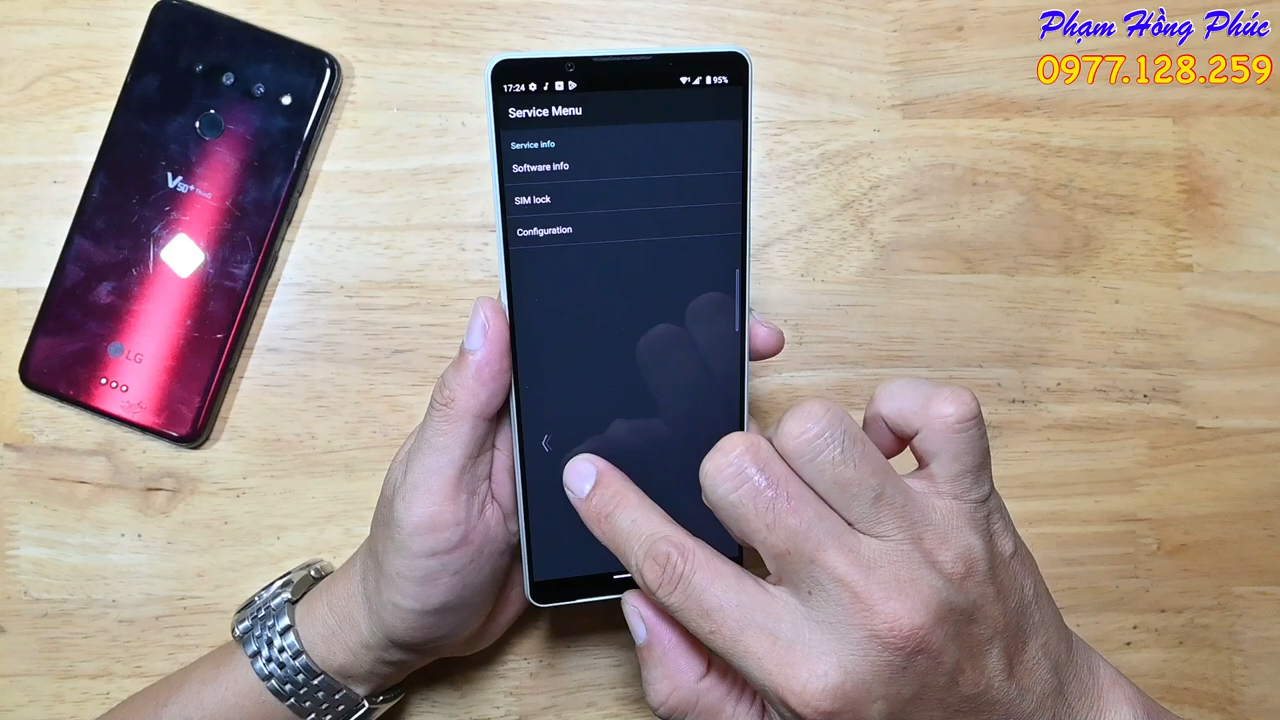 Phạm Hồng Phúc
0977.128.259
17:24
95%
Service Menu
Service info
Software info
SIM lock
Configuration
V50+ ThinQ
LG